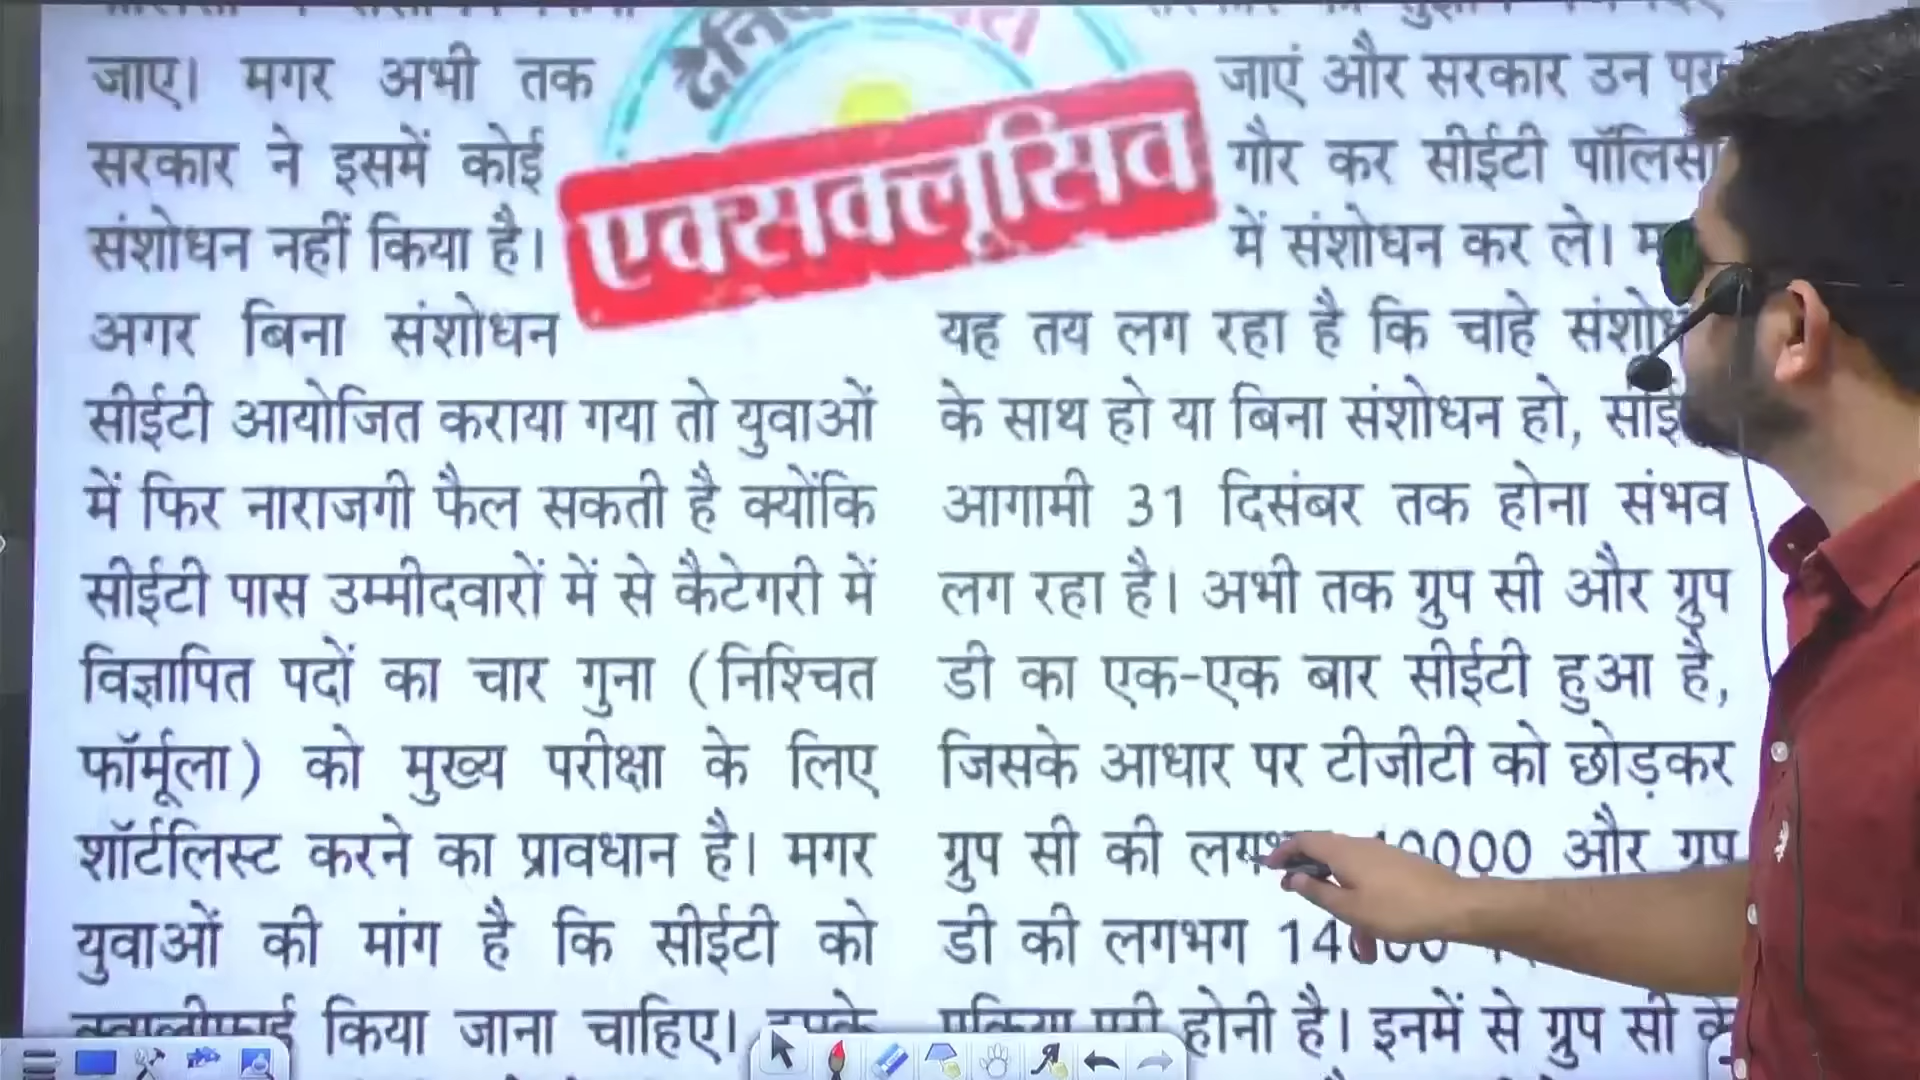 जाए। मगर अभी तक
सरकार ने इसमें कोई
संशोधन नहीं किया है।
अगर बिना संशोधन
सीईटी आयोजित कराया गया तो युवाओं
में फिर नाराजगी फैल सकती है क्योंकि
सीईटी पास उम्मीदवारों में से कैटेगरी में
विज्ञापित पदों का चार गुना (निश्चित
फॉर्मूला) को मुख्य परीक्षा के लिए
शॉर्टलिस्ट करने का प्रावधान है। मगर
युवाओं की मांग है कि सीईटी को
क्वालीफाई किया जाना चाहिए। इसके
एक्सक्लूसिव
जाएं और सरकार उन पर
गौर कर सीईटी पॉलिसी
में संशोधन कर ले।
यह तय लग रहा है कि चाहे
के साथ हो या बिना संशोधन हो,
आगामी 31 दिसंबर तक होना संभव
लग रहा है। अभी तक ग्रुप सी और ग्रुप
डी का एक-एक बार सीईटी हुआ है,
जिसके आधार पर टीजीटी को छोड़कर
ग्रुप सी की और ग्रुप
डी की लगभग
होनी है। इनमें से ग्रुप सी के